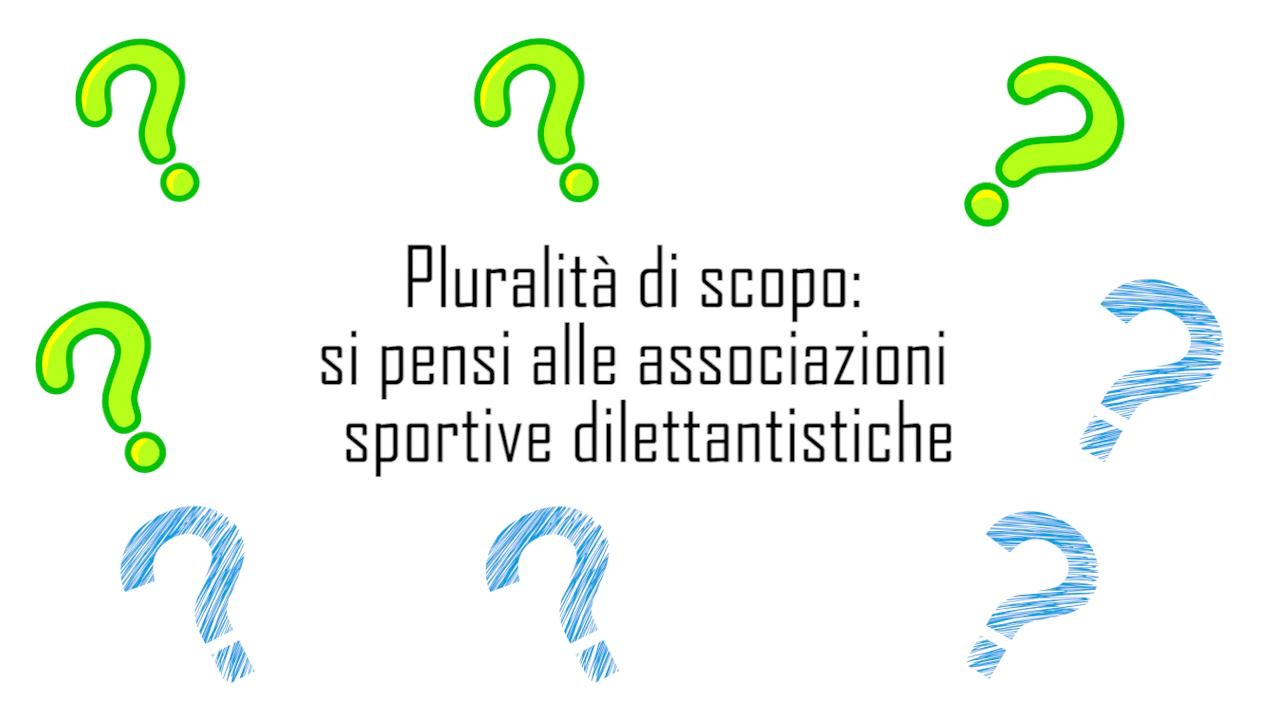 Pluralità di scopo:
si pensi alle associazioni
sportive dilettantistiche